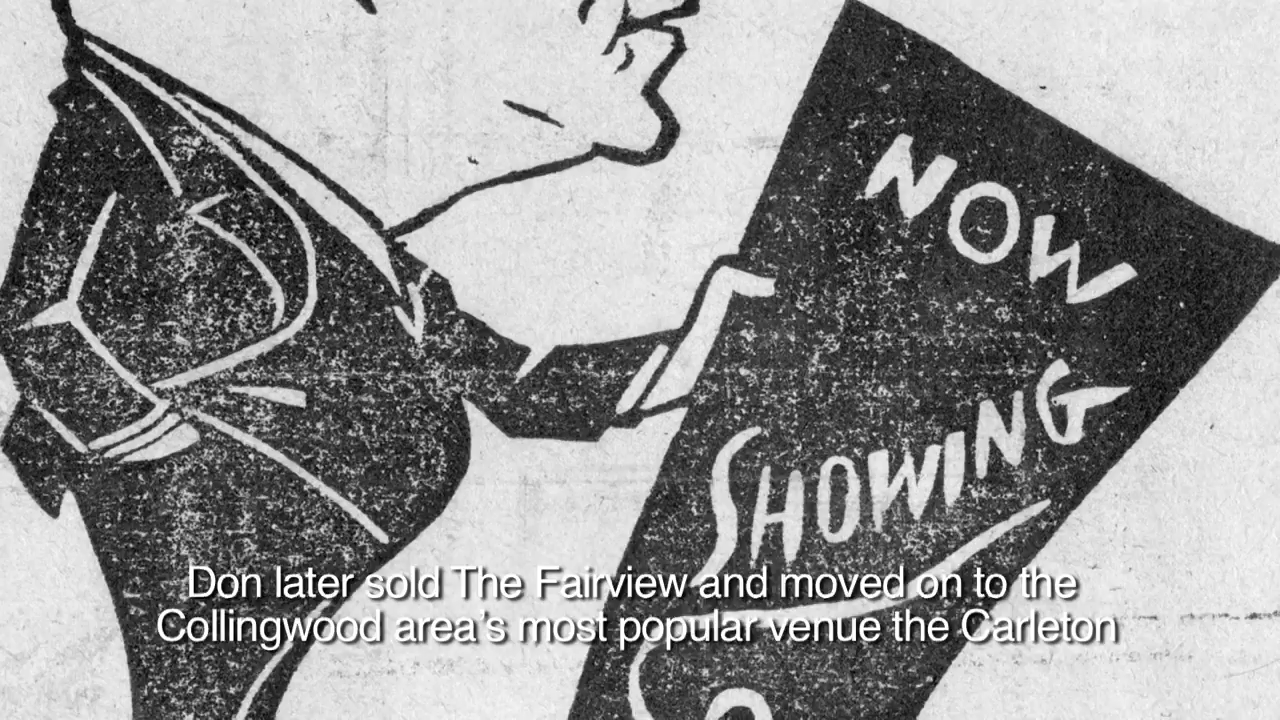 NOW
SHOWING
Don later sold The Fairview and moved on to the
Collingwood area's most popular venue the Carleton